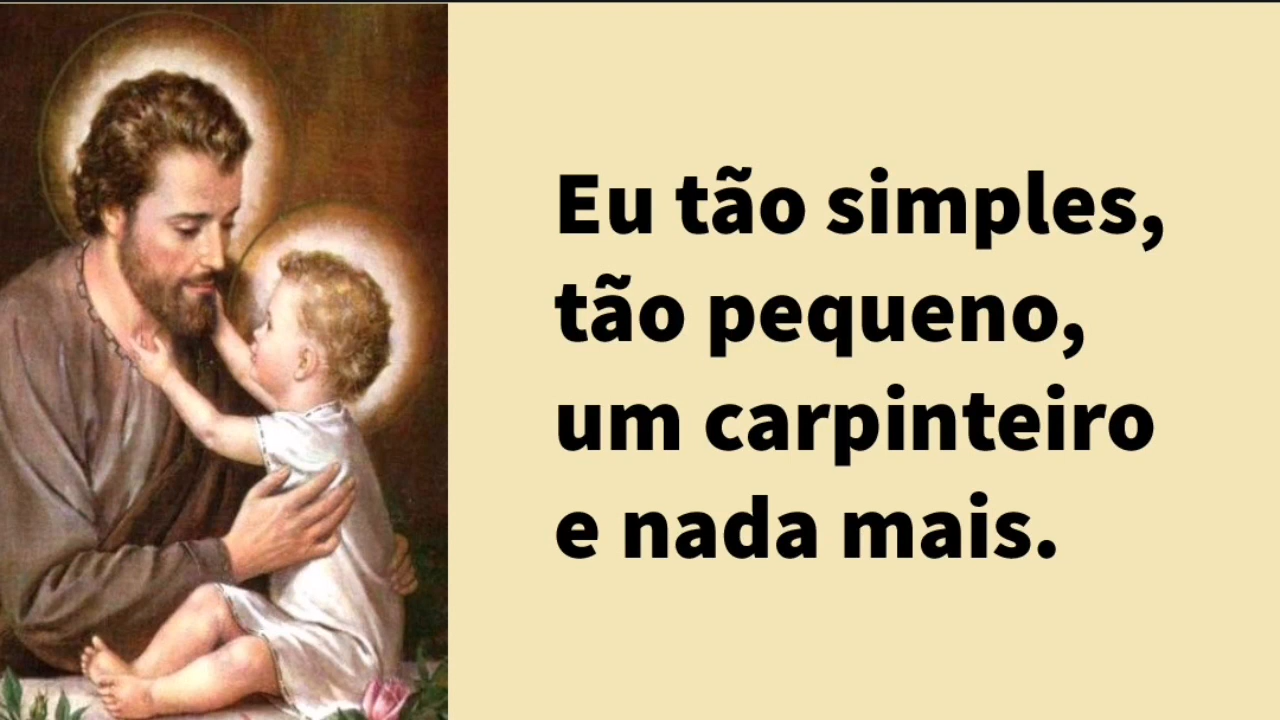 Eu tão simples,
tão pequeno,
um carpinteiro
e nada mais.